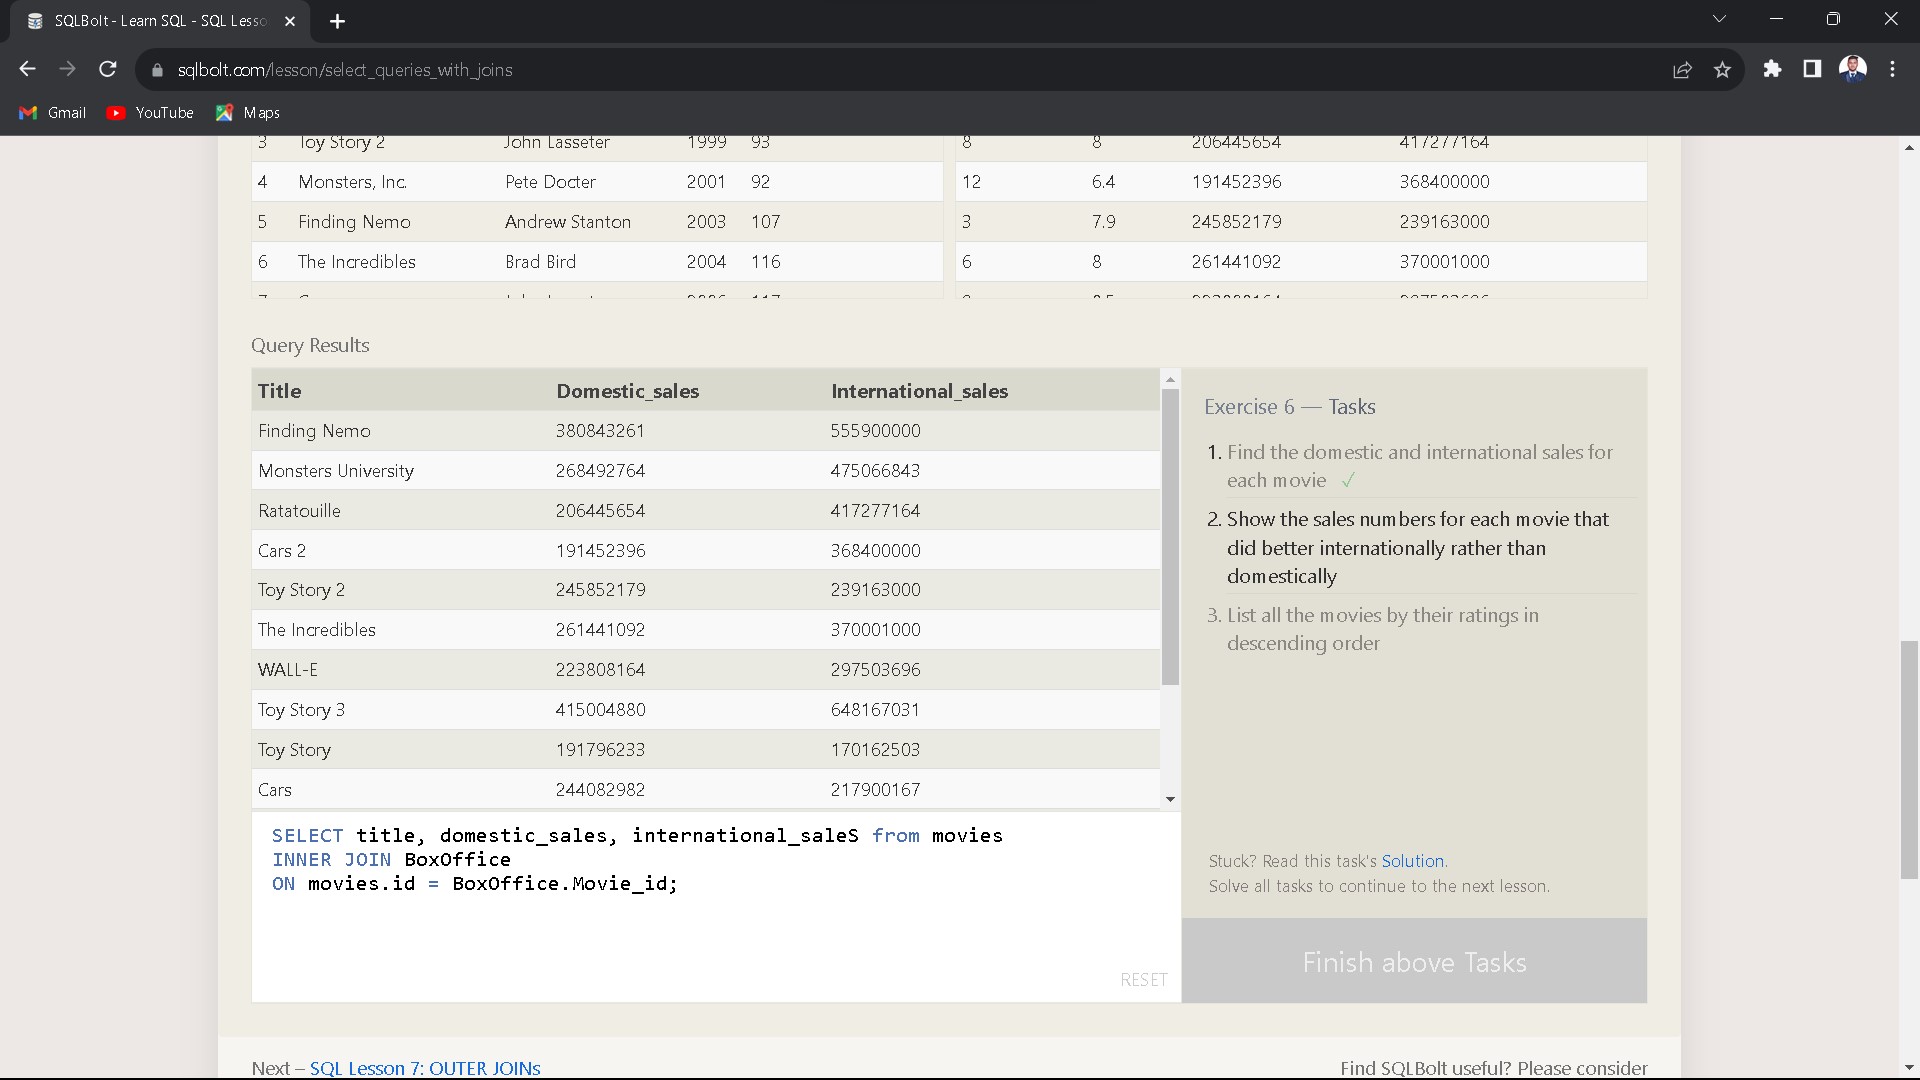 SQLBolt - Learn SQL - SQL Lesso
sqlbolt.com/lesson/select_queries_with_joins
Gmail YouTube Maps
3 Toy Story 2 John Lasseter 1999 93 8 8 206445654 417277164
4 Monsters, Inc. Pete Docter 2001 92 12 6.4 191452396 368400000
5 Finding Nemo Andrew Stanton 2003 107 3 7.9 245852179 239163000
6 The Incredibles Brad Bird 2004 116 6 8 261441092 370001000
Query Results
Title Domestic_sales International_sales
Finding Nemo 380843261 555900000
Monsters University 268492764 475066843
Ratatouille 206445654 417277164
Cars 2 191452396 368400000
Toy Story 2 245852179 239163000
The Incredibles 261441092 370001000
WALL-E 223808164 297503696
Toy Story 3 415004880 648167031
Toy Story 191796233 170162503
Cars 244082982 217900167
SELECT title, domestic_sales, international_saleS from movies
INNER JOIN BoxOffice
ON movies.id = BoxOffice.Movie_id;
RESET
Exercise 6 — Tasks
1. Find the domestic and international sales for
each movie ✓
2. Show the sales numbers for each movie that
did better internationally rather than
domestically
3. List all the movies by their ratings in
descending order
Stuck? Read this task's Solution.
Solve all tasks to continue to the next lesson.
Finish above Tasks
Next – SQL Lesson 7: OUTER JOINs
Find SQLBolt useful? Please consider